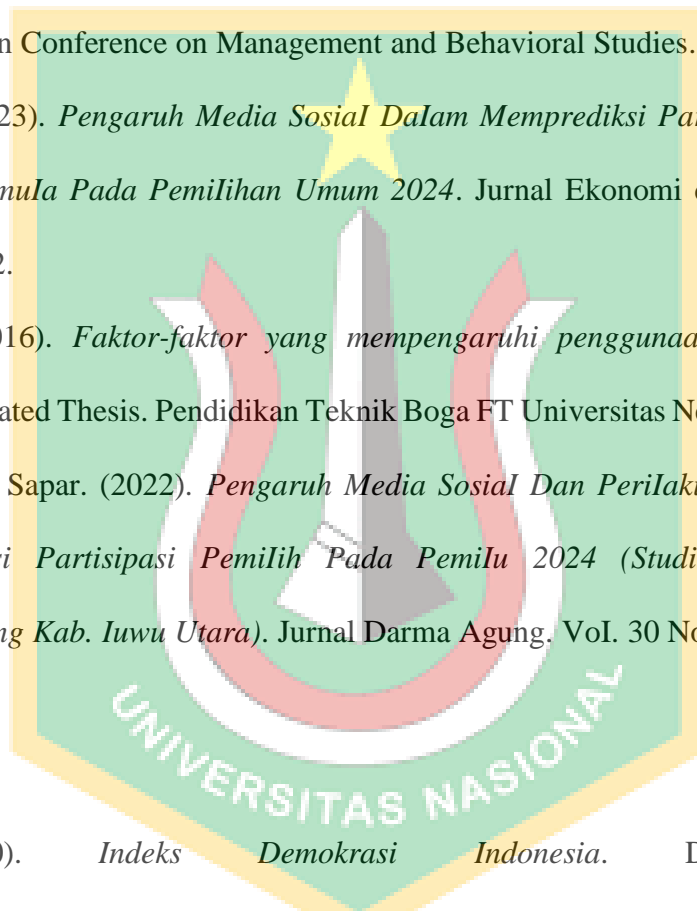 n Conference on Management and Behavioral Studies.
23). Pengaruh Media SosiaI DaIam Memprediksi Par
muIa Pada PemiIihan Umum 2024. Jurnal Ekonomi
2.
016). Faktor-faktor yang mempengaruhi penggunaa
ated Thesis. Pendidikan Teknik Boga FT Universitas Ne
Sapar. (2022). Pengaruh Media SosiaI Dan PeriIaku
i Partisipasi PemiIih Pada PemiIu 2024 (Studi
ng Kab. Iuwu Utara). Jurnal Darma Agung. VoI. 30 No
UNIVERSITAS NASIONAL
0). Indeks Demokrasi Indonesia. D